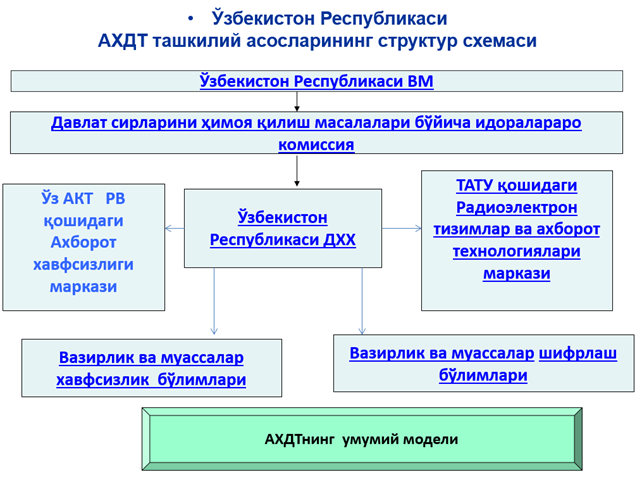 • Ўзбекистон Республикаси
АХДТ ташкилий асосларининг структур схемаси
Ўзбекистон Республикаси ВМ
Давлат сирларини ҳимоя қилиш масалалари бўйича идоралараро
комиссия
Ўз АКТ РВ
қошидаги
Ахборот
хавфсизлиги
маркази
Ўзбекистон
Республикаси ДХХ
ТАТУ қошидаги
Радиоэлектрон
тизимлар ва ахборот
технологиялари
маркази
Вазирлик ва муассалар
хавфсизлик бўлимлари
Вазирлик ва муассалар шифрлаш
бўлимлари
АХДТнинг умумий модели